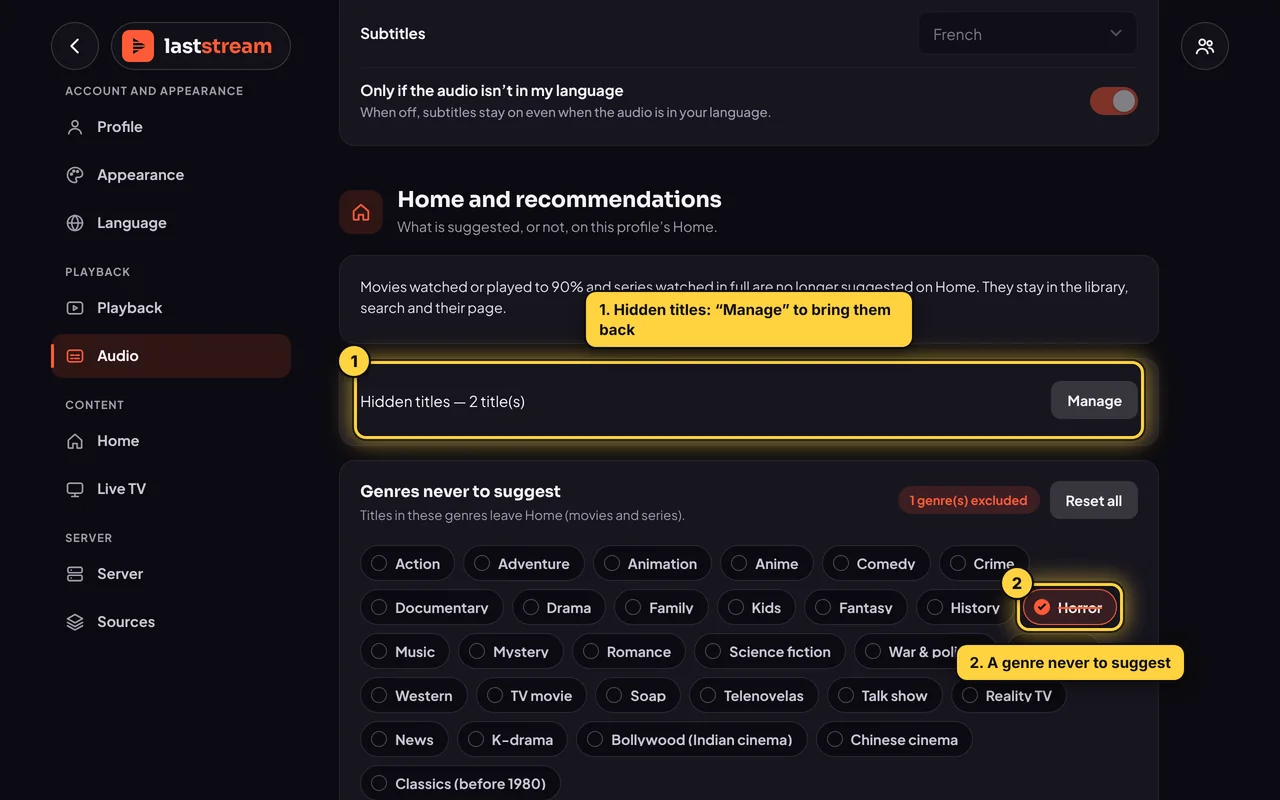 laststream
ACCOUNT AND APPEARANCE
Profile
Appearance
Language
PLAYBACK
Playback
Audio
CONTENT
Home
Live TV
SERVER
Server
Sources
Subtitles
French
Only if the audio isn't in my language
When off, subtitles stay on even when the audio is in your language.
Home and recommendations
What is suggested, or not, on this profile's Home.
Movies watched or played to 90% and series watched in full are no longer suggested on Home. They stay in the library,
search and their page.
1. Hidden titles: “Manage” to bring them
back
1
Hidden titles — 2 title(s)
Manage
Genres never to suggest
1 genre(s) excluded
Reset all
Titles in these genres leave Home (movies and series).
Action
Adventure
Animation
Anime
Comedy
Crime
2
Documentary
Drama
Family
Kids
Fantasy
History
Horror
Music
Mystery
Romance
Science fiction
War &
2. A genre never to suggest
Western
TV movie
Soap
Telenovelas
Talk show
Reality TV
News
K-drama
Bollywood (Indian cinema)
Chinese cinema
Classics (before 1980)